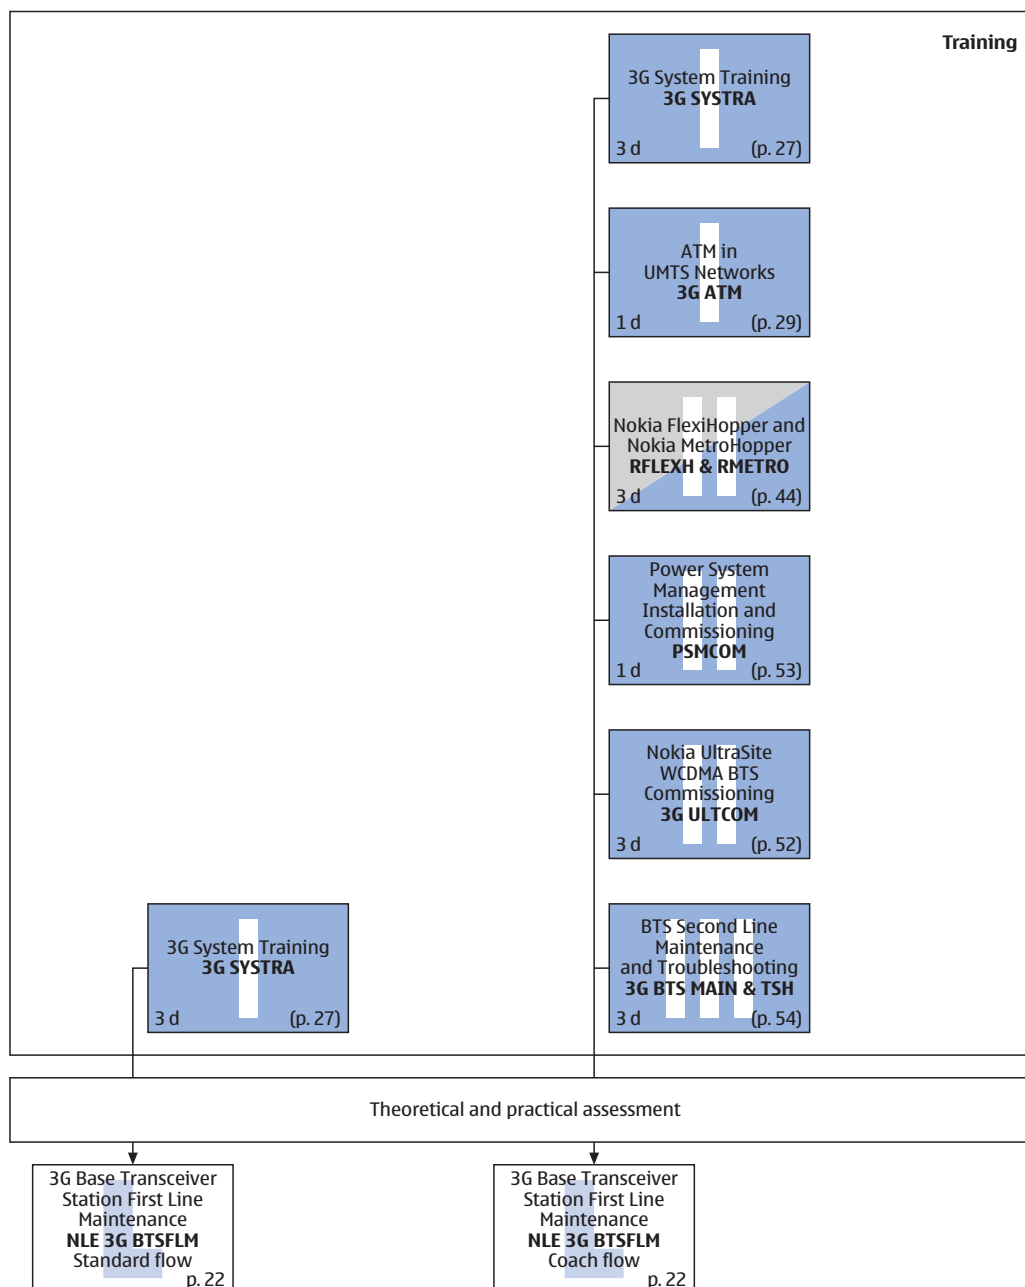 Training
3G System Training
3G SYSTRA
3 d (p. 27)
ATM in
UMTS Networks
3G ATM
1 d (p. 29)
Nokia FlexiHopper and
Nokia MetroHopper
RFLEXH & RMETRO
3 d (p. 44)
Power System
Management
Installation and
Commissioning
PSMCOM
1 d (p. 53)
Nokia UltraSite
WCDMA BTS
Commissioning
3G ULTCOM
3 d (p. 52)
3G System Training
3G SYSTRA
3 d (p. 27)
BTS Second Line
Maintenance
and Troubleshooting
3G BTS MAIN & TSH
3 d (p. 54)
Theoretical and practical assessment
3G Base Transceiver
Station First Line
Maintenance
NLE 3G BTSFLM
Standard flow
p. 22
3G Base Transceiver
Station First Line
Maintenance
NLE 3G BTSFLM
Coach flow
p. 22